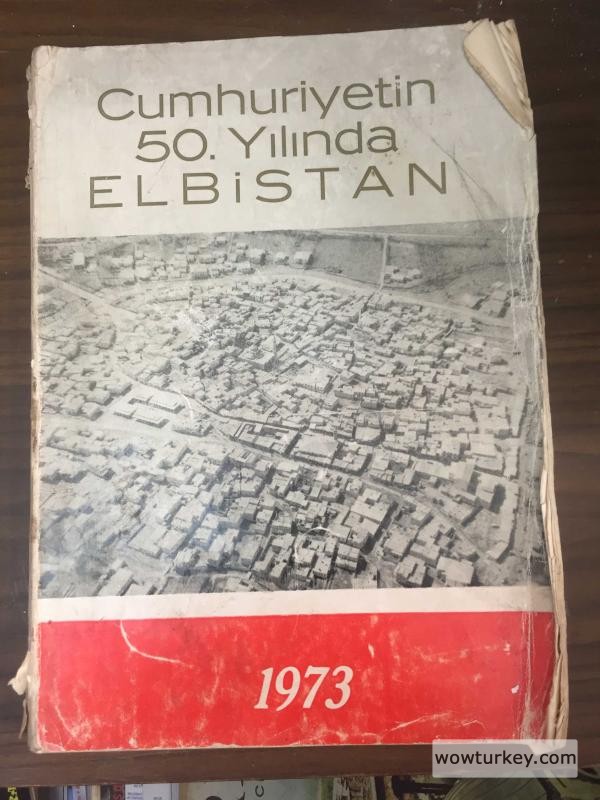 Cumhuriyetin
50. Yılında
ELBiSTAN
1973
wowturkey.com